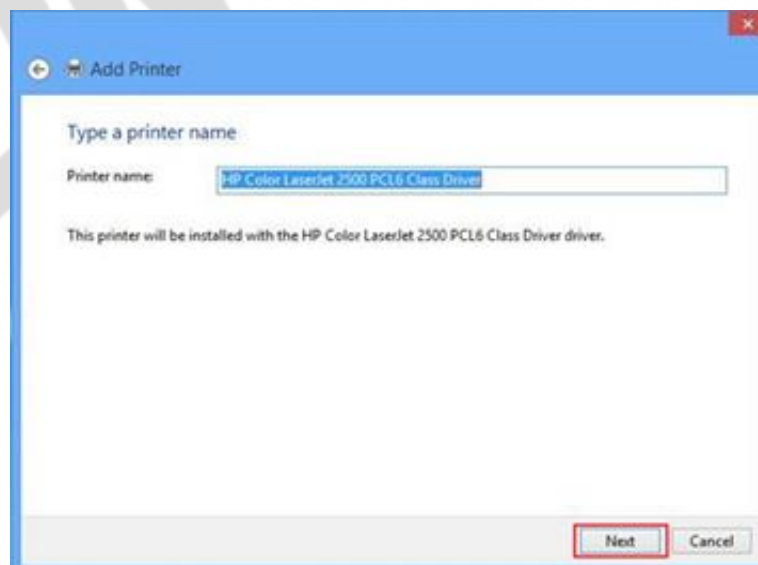 Add Printer
Type a printer name
Printer name: HP Color LaserJet 2500 PCL6 Class Driver
This printer will be installed with the HP Color LaserJet 2500 PCL6 Class Driver driver.
Next Cancel